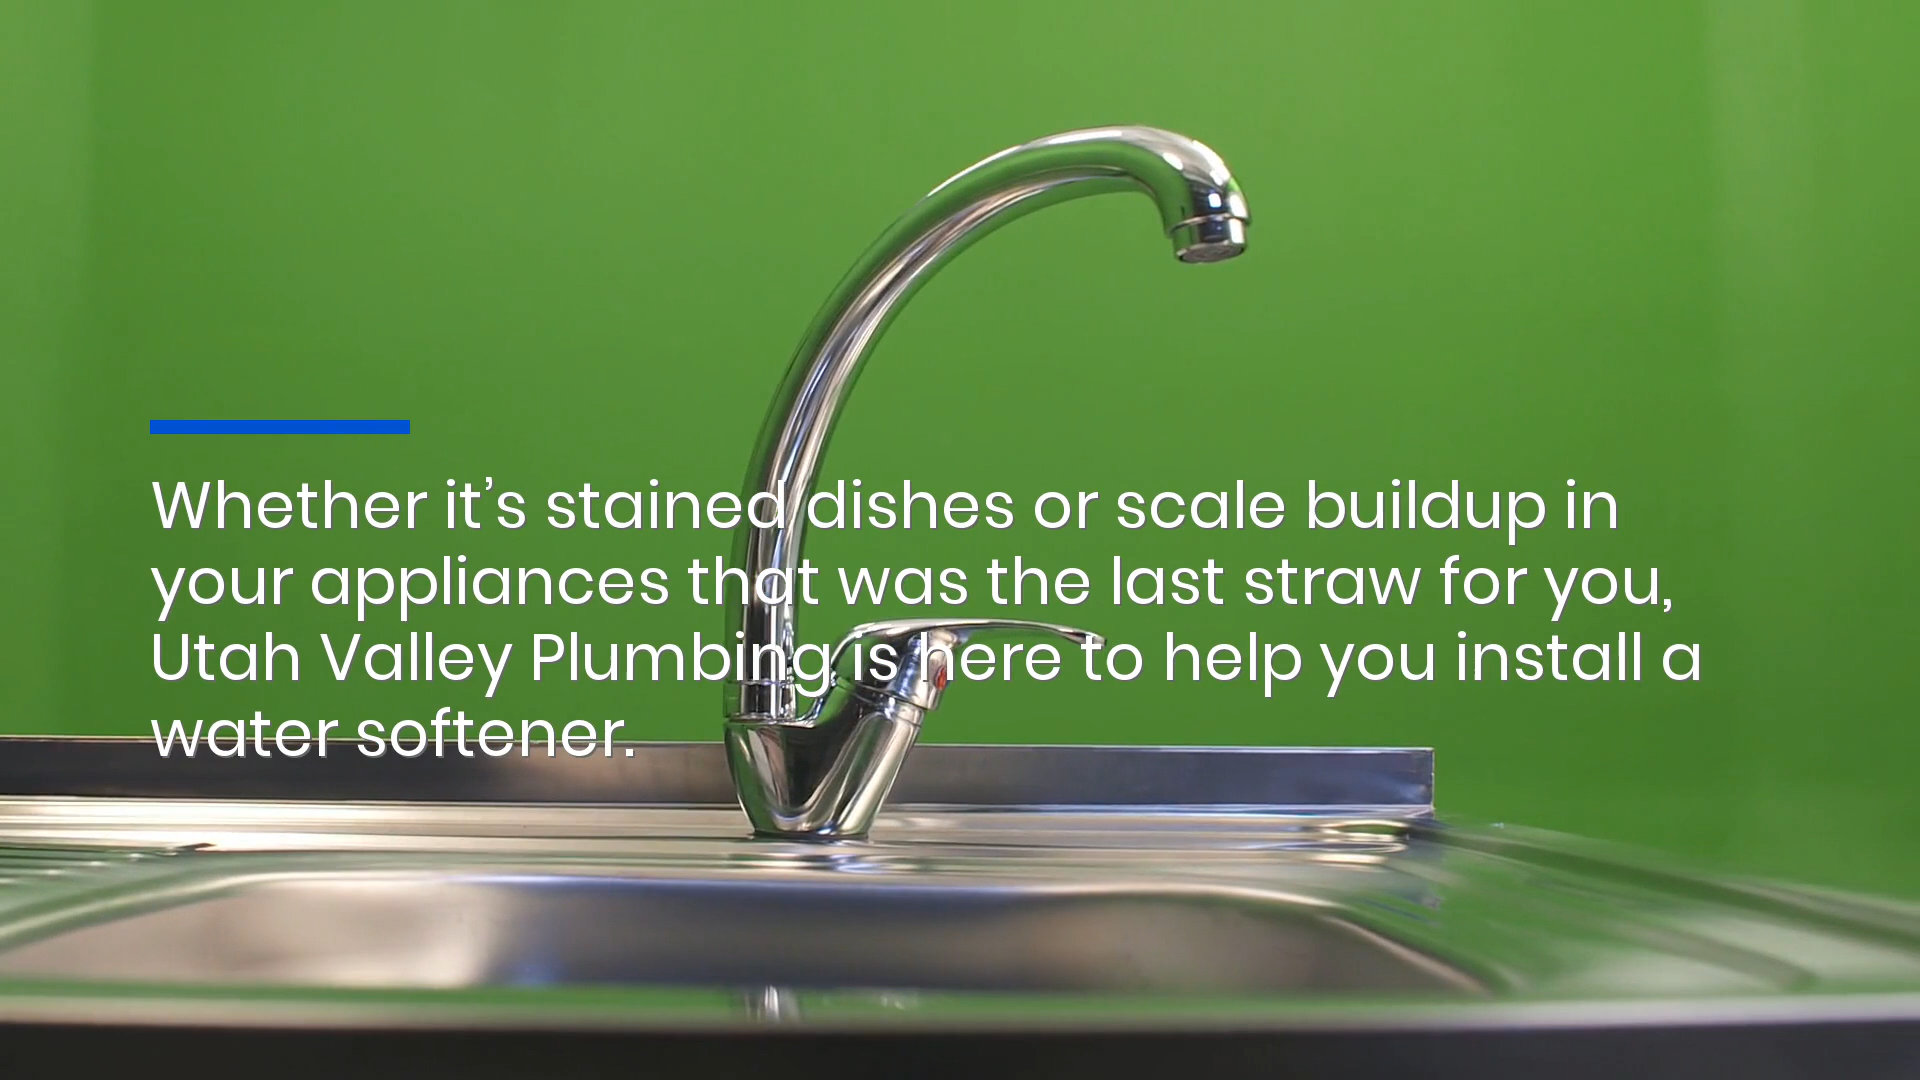 Whether it’s stained dishes or scale buildup in
your appliances that was the last straw for you,
Utah Valley Plumbing is here to help you install a
water softener.